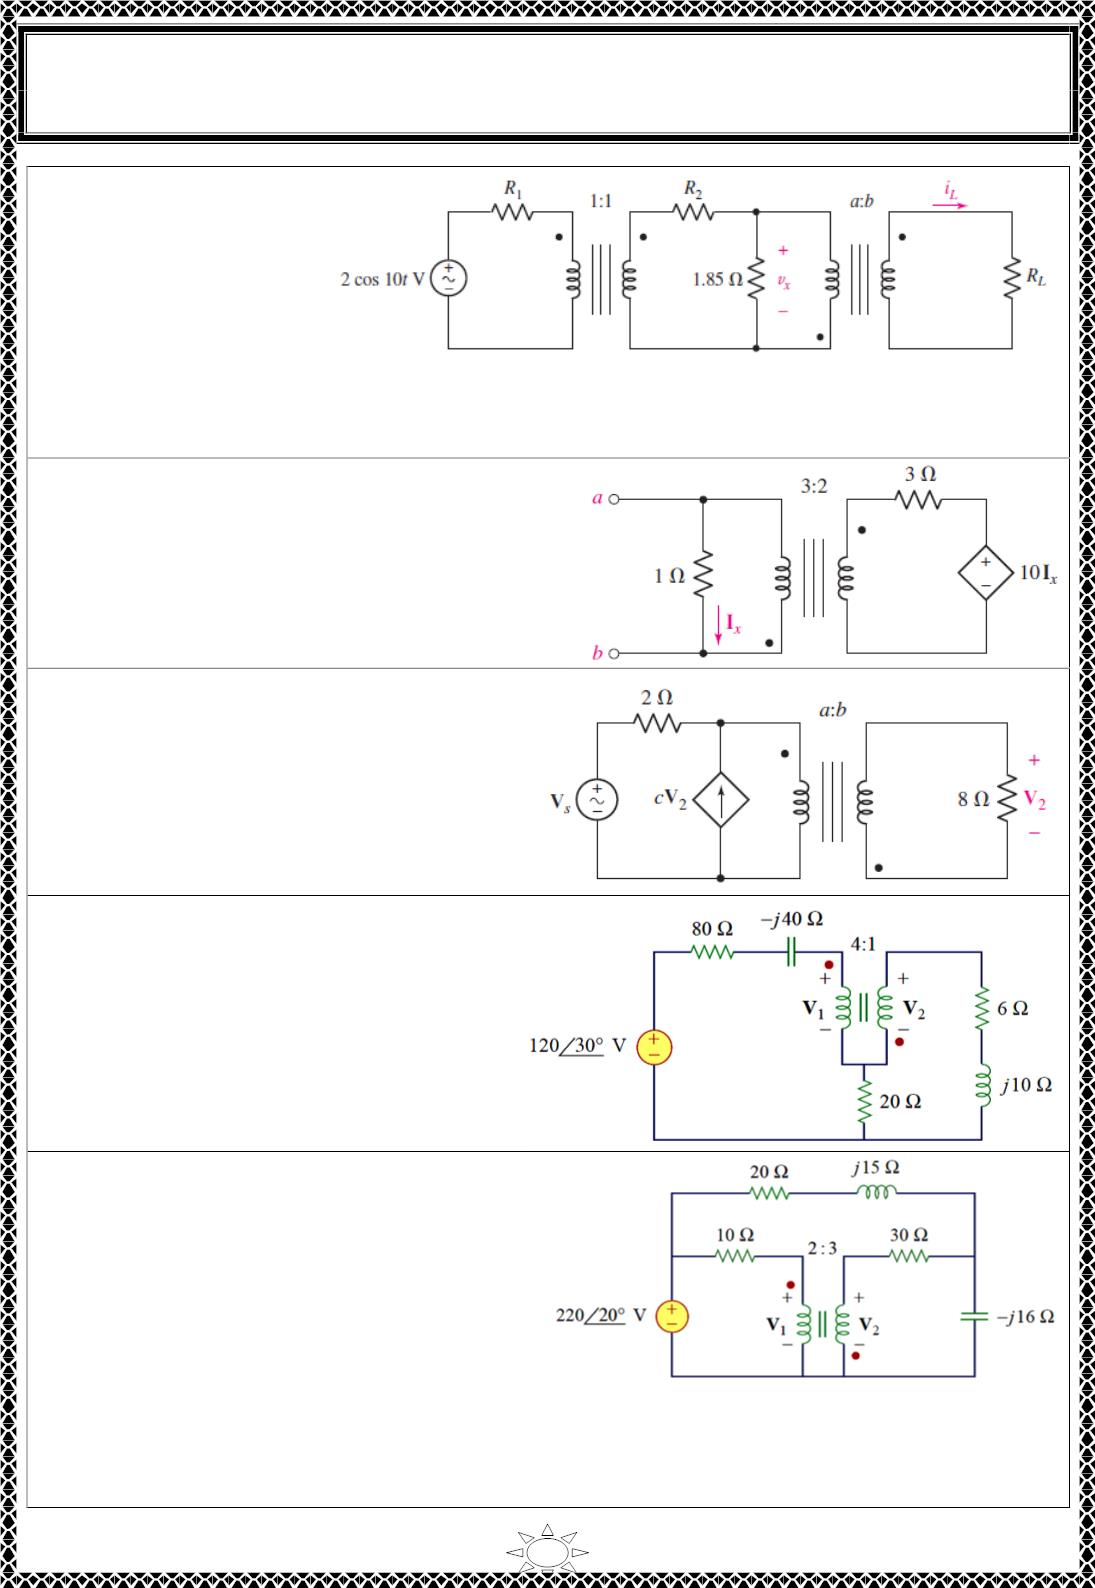 R₁
1:1
R₂
a:b
i_L
2 cos 10t V
+
~
−
1.85 Ω
+
vₓ
−
R_L
3:2
3 Ω
a
1 Ω
Iₓ
b
+
−
10Iₓ
2 Ω
a:b
Vₛ
+
~
−
cV₂
8 Ω
+
V₂
−
80 Ω
−j40 Ω
4:1
+
V₁
−
+
V₂
−
6 Ω
120/30° V
+
−
j10 Ω
20 Ω
20 Ω
j15 Ω
10 Ω
2 : 3
30 Ω
220/20° V
+
−
+
V₁
−
+
V₂
−
−j16 Ω